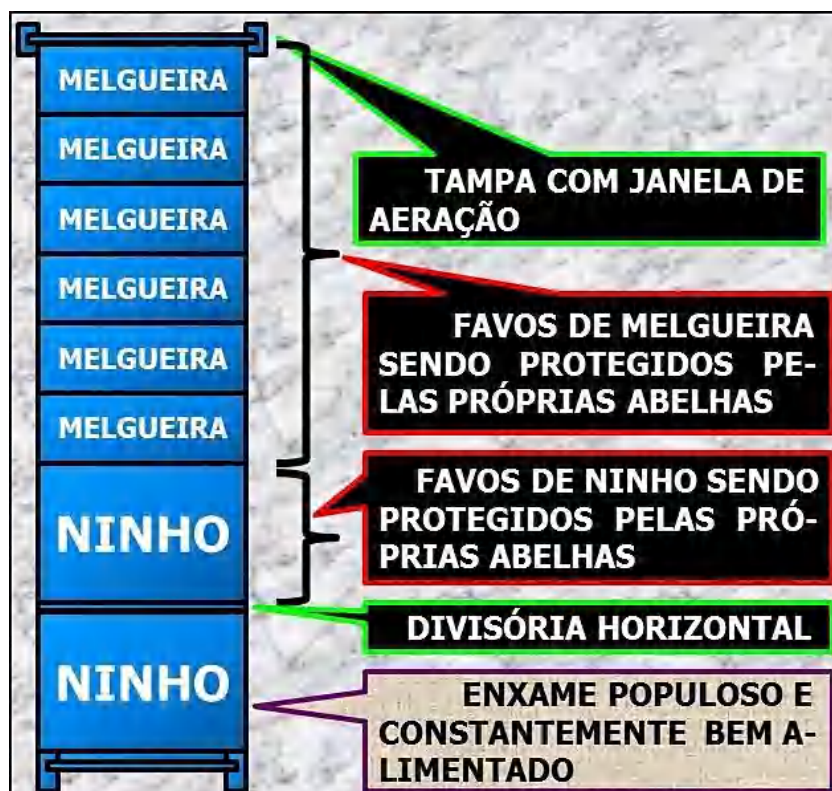 MELGUEIRA
MELGUEIRA
MELGUEIRA
MELGUEIRA
MELGUEIRA
MELGUEIRA
NINHO
NINHO
TAMPA COM JANELA DE
AERAÇÃO
FAVOS DE MELGUEIRA
SENDO PROTEGIDOS PE-
LAS PRÓPRIAS ABELHAS
FAVOS DE NINHO SENDO
PROTEGIDOS PELAS PRÓ-
PRIAS ABELHAS
DIVISÓRIA HORIZONTAL
ENXAME POPULOSO E
CONSTANTEMENTE BEM A-
LIMENTADO